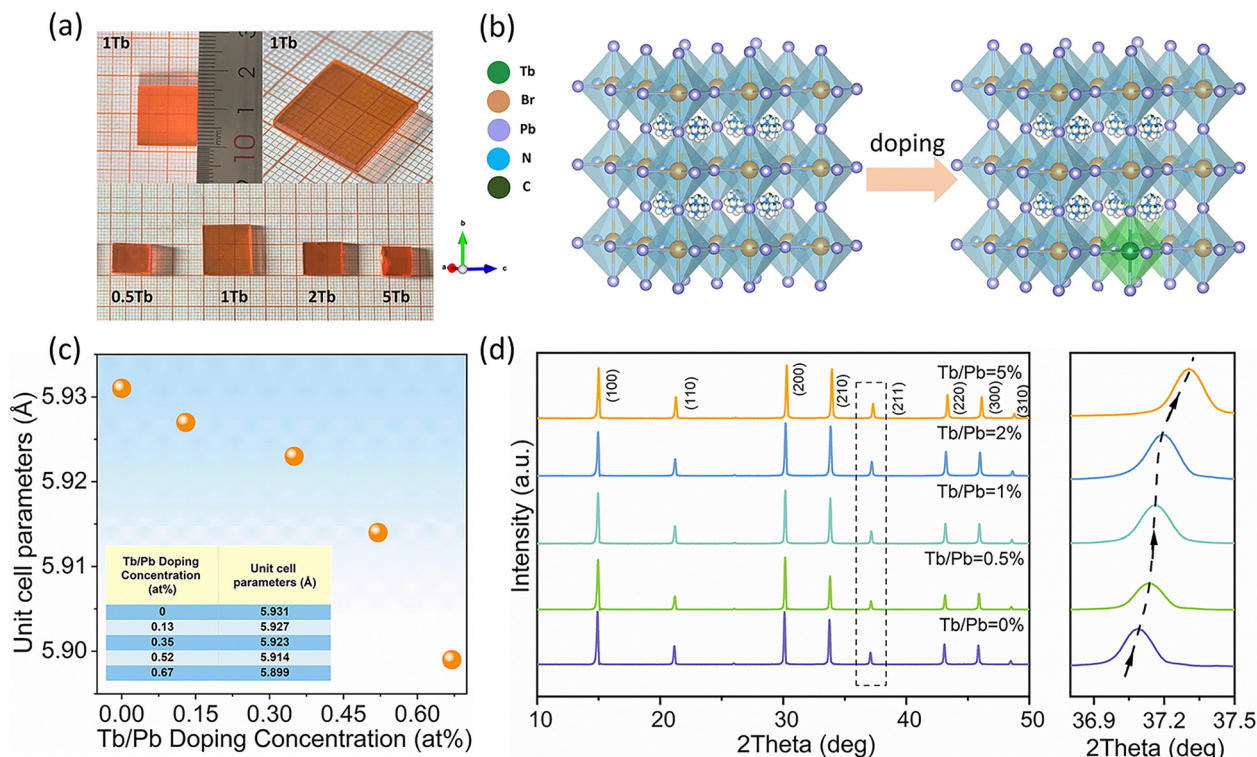 (a)
1Tb
1Tb
3
2
1
mm
10
0.5Tb
1Tb
2Tb
5Tb
(b)
Tb
Br
Pb
N
C
b
a
c
doping
(c)
Unit cell parameters (Å)
5.93
5.92
5.91
5.90
Tb/Pb Doping Concentration (at%)
Unit cell parameters (Å)
0 5.931
0.13 5.927
0.35 5.923
0.52 5.914
0.67 5.899
0.00 0.15 0.30 0.45 0.60
Tb/Pb Doping Concentration (at%)
(d)
Intensity (a.u.)
(100)
(110)
(200)
(210)
(211)
(220)
(300)
(310)
Tb/Pb=5%
Tb/Pb=2%
Tb/Pb=1%
Tb/Pb=0.5%
Tb/Pb=0%
10 20 30 40 50
2Theta (deg)
36.9 37.2 37.5
2Theta (deg)